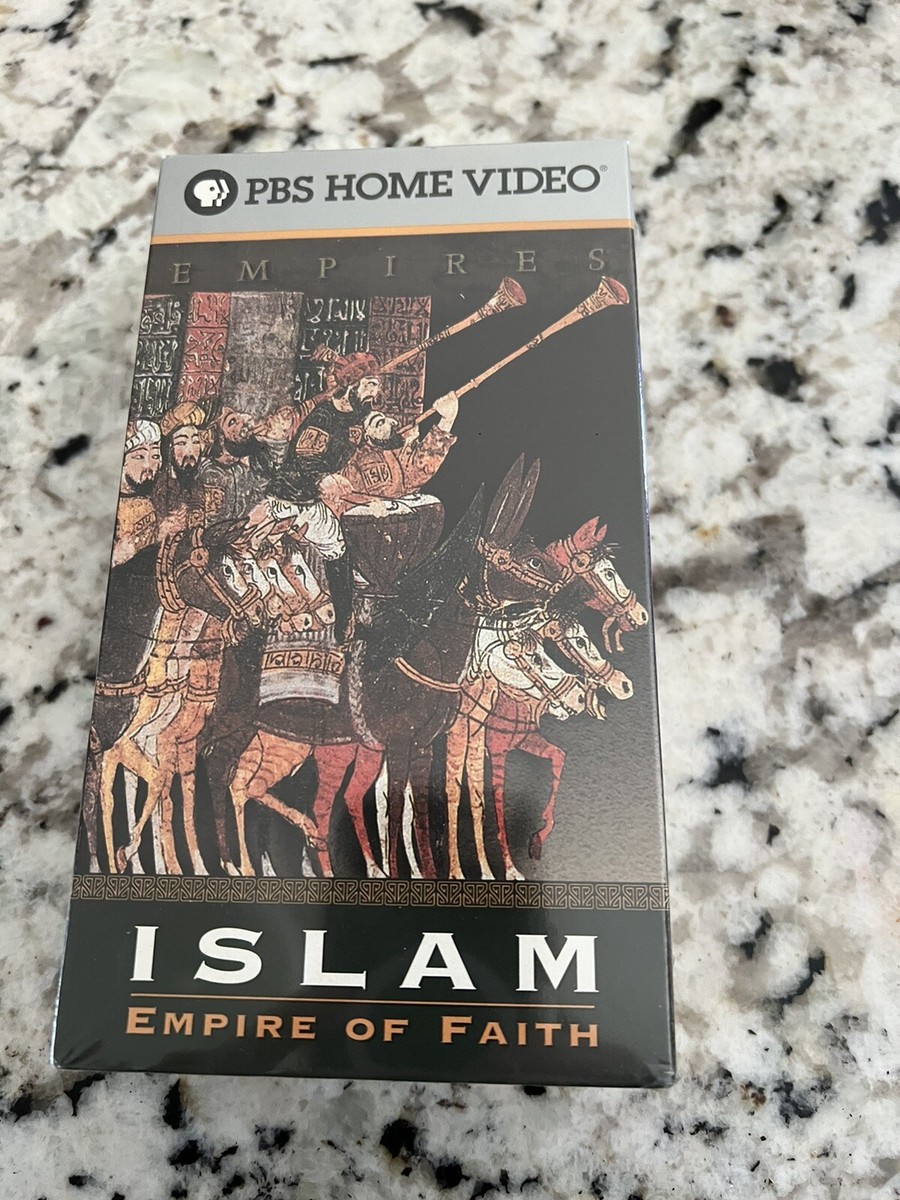 PBS HOME VIDEO®
EMPIRES
ISLAM
EMPIRE OF FAITH